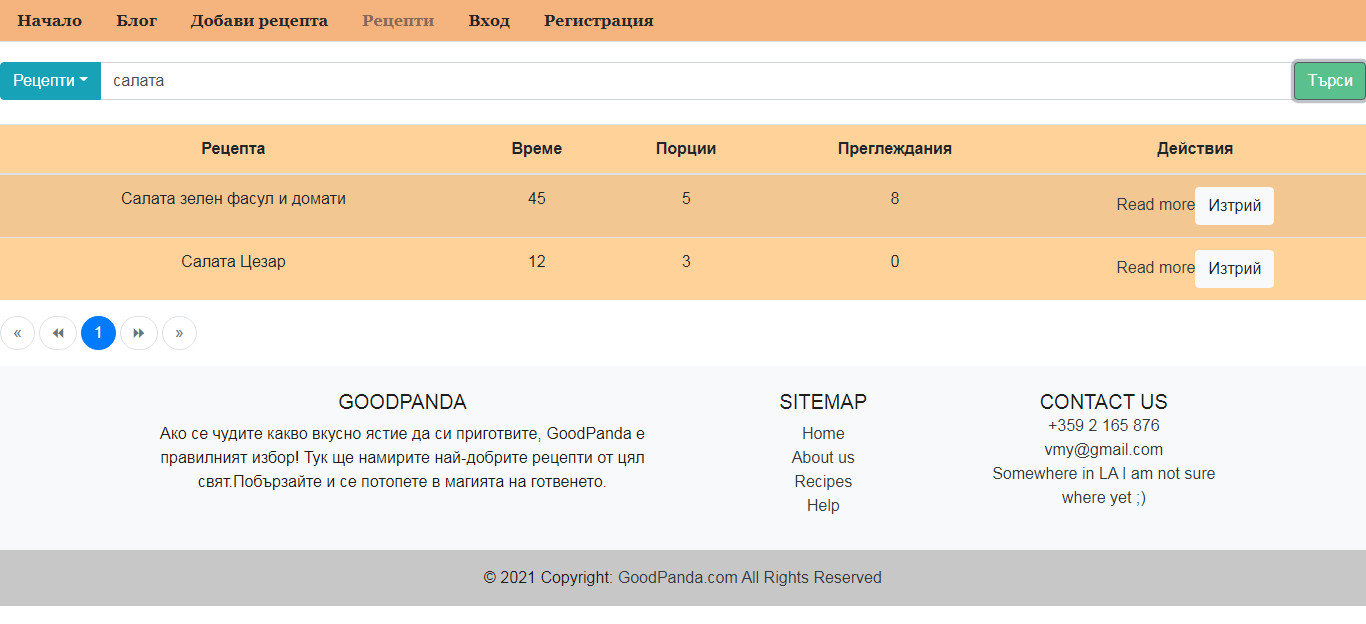 Начало Блог Добави рецепта Рецепти Вход Регистрация
Рецепти салата Търси
Рецепта Време Порции Преглеждания Действия
Салата зелен фасул и домати 45 5 8 Read more Изтрий
Салата Цезар 12 3 0 Read more Изтрий
« 1 »
GOODPANDA
Ако се чудите какво вкусно ястие да си приготвите, GoodPanda е
правилният избор! Тук ще намирите най-добрите рецепти от цял
свят.Побързайте и се потопете в магията на готвенето.
SITEMAP
Home
About us
Recipes
Help
CONTACT US
+359 2 165 876
vmy@gmail.com
Somewhere in LA I am not sure
where yet ;)
© 2021 Copyright: GoodPanda.com All Rights Reserved